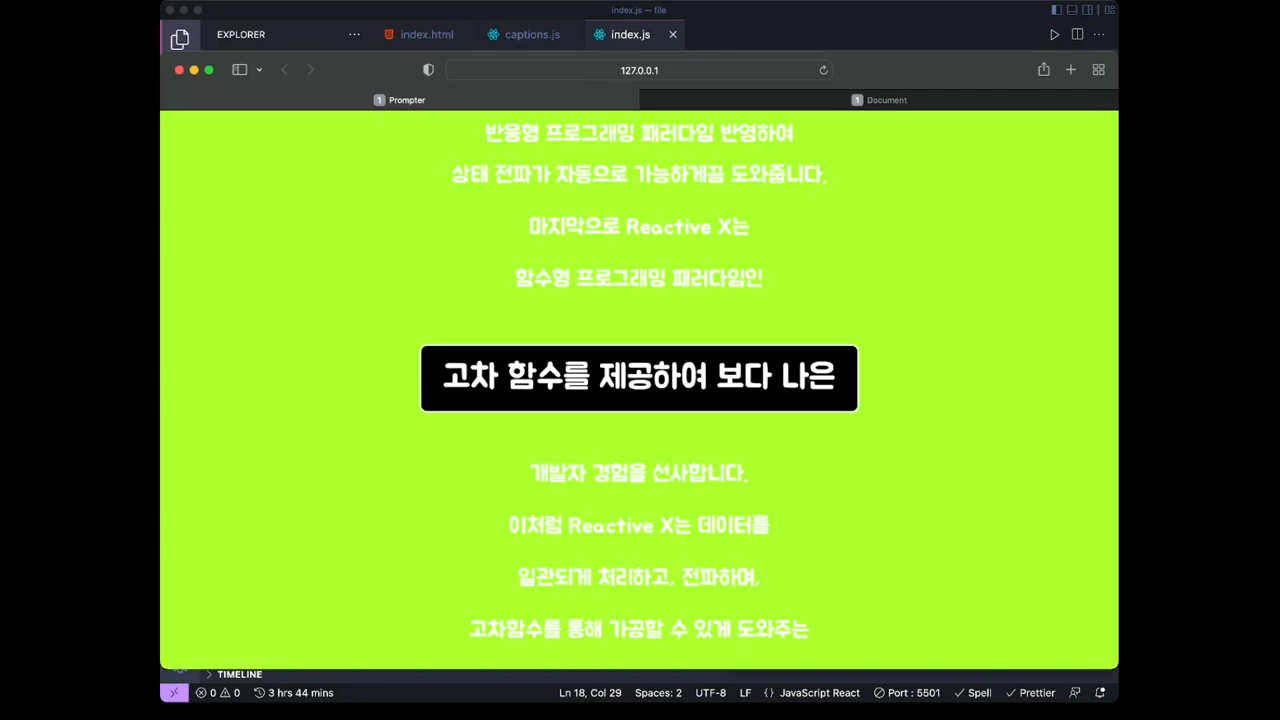 index.js — file
EXPLORER
index.html
captions.js
index.js
127.0.0.1
1 Prompter
1 Document
반응형 프로그래밍 패러다임 반영하여
상태 전파가 자동으로 가능하게끔 도와줍니다.
마지막으로 Reactive X는
함수형 프로그래밍 패러다임인
고차 함수를 제공하여 보다 나은
개발자 경험을 선사합니다.
이처럼 Reactive X는 데이터를
일관되게 처리하고, 전파하며,
고차함수를 통해 가공할 수 있게 도와주는
TIMELINE
0 0 3 hrs 44 mins Ln 18, Col 29 Spaces: 2 UTF-8 LF {} JavaScript React Port : 5501 Spell Prettier